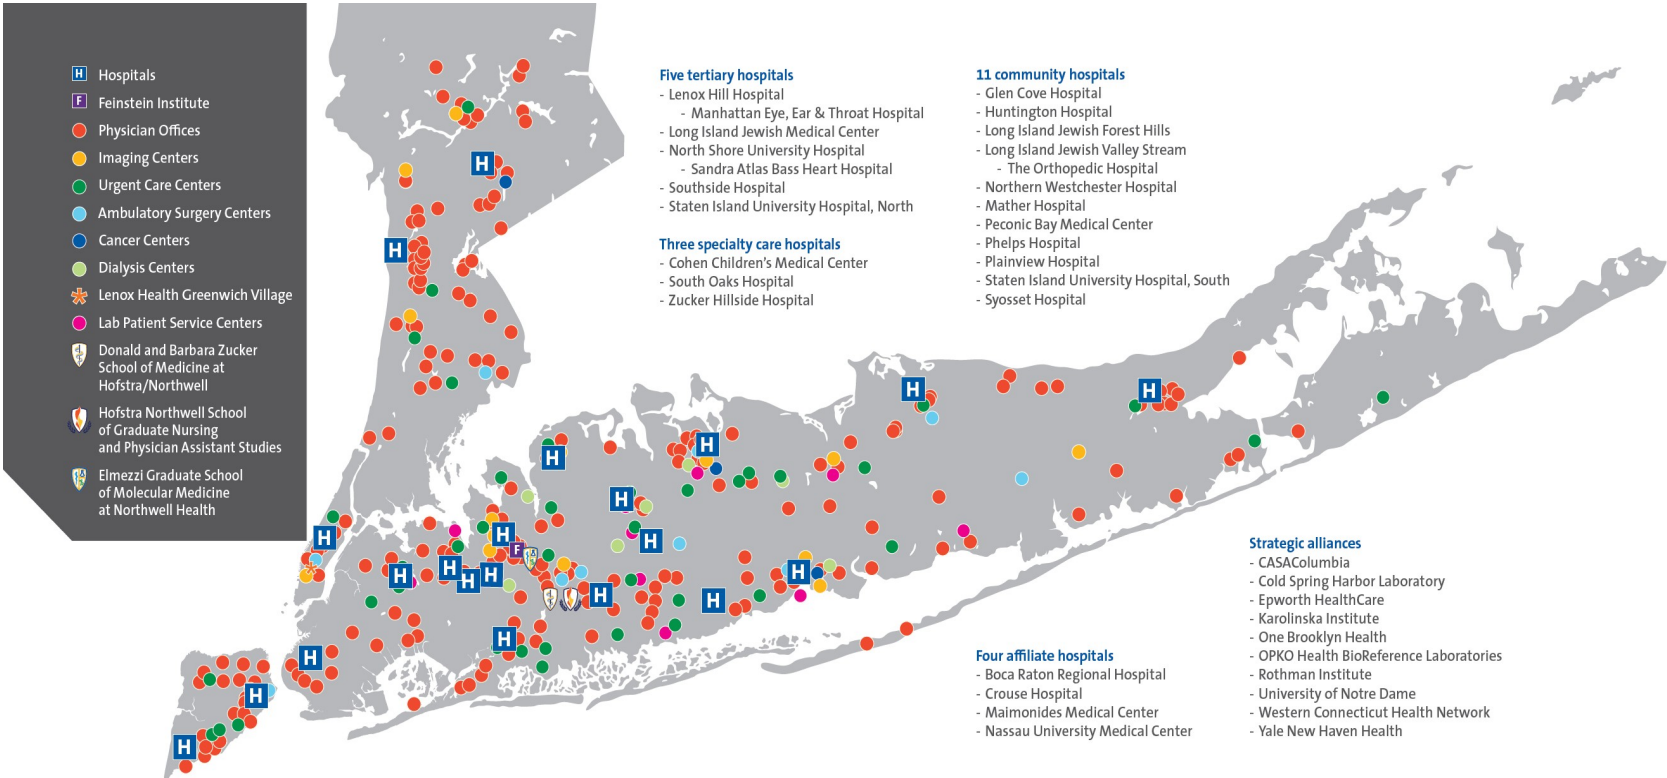 Hospitals
Feinstein Institute
Physician Offices
Imaging Centers
Urgent Care Centers
Ambulatory Surgery Centers
Cancer Centers
Dialysis Centers
Lenox Health Greenwich Village
Lab Patient Service Centers
Donald and Barbara Zucker
School of Medicine at
Hofstra/Northwell
Hofstra Northwell School
of Graduate Nursing
and Physician Assistant Studies
Elmezzi Graduate School
of Molecular Medicine
at Northwell Health
H
F
Five tertiary hospitals
- Lenox Hill Hospital
- Manhattan Eye, Ear & Throat Hospital
- Long Island Jewish Medical Center
- North Shore University Hospital
- Sandra Atlas Bass Heart Hospital
- Southside Hospital
- Staten Island University Hospital, North
Three specialty care hospitals
- Cohen Children's Medical Center
- South Oaks Hospital
- Zucker Hillside Hospital
11 community hospitals
- Glen Cove Hospital
- Huntington Hospital
- Long Island Jewish Forest Hills
- Long Island Jewish Valley Stream
- The Orthopedic Hospital
- Northern Westchester Hospital
- Mather Hospital
- Peconic Bay Medical Center
- Phelps Hospital
- Plainview Hospital
- Staten Island University Hospital, South
- Syosset Hospital
H
H
H
H
H
H
H
H
H
H
F
H
H
H
H
H
H
H
H
H
H
H
Four affiliate hospitals
- Boca Raton Regional Hospital
- Crouse Hospital
- Maimonides Medical Center
- Nassau University Medical Center
Strategic alliances
- CASAColumbia
- Cold Spring Harbor Laboratory
- Epworth HealthCare
- Karolinska Institute
- One Brooklyn Health
- OPKO Health BioReference Laboratories
- Rothman Institute
- University of Notre Dame
- Western Connecticut Health Network
- Yale New Haven Health